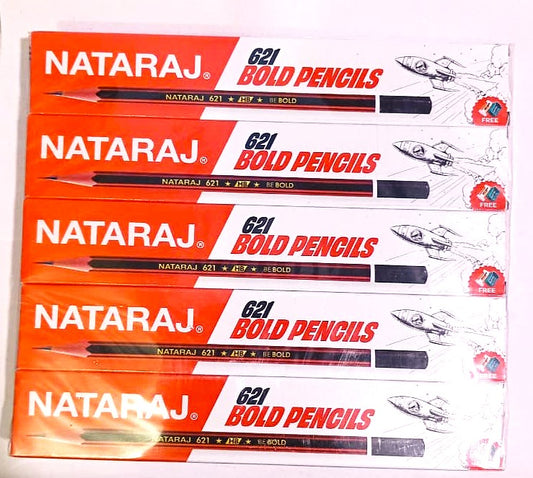 NATARAJ®
621
BOLD PENCILS
NATARAJ 621 ★ HB ★ BE BOLD
FREE
NATARAJ®
621
BOLD PENCILS
NATARAJ 621 ★ HB ★ BE BOLD
FREE
NATARAJ®
621
BOLD PENCILS
NATARAJ 621 ★ HB ★ BE BOLD
FREE
NATARAJ®
621
BOLD PENCILS
NATARAJ 621 ★ HB ★ BE BOLD
FREE
NATARAJ®
621
BOLD PENCILS
NATARAJ 621 ★ HB ★ BE BOLD